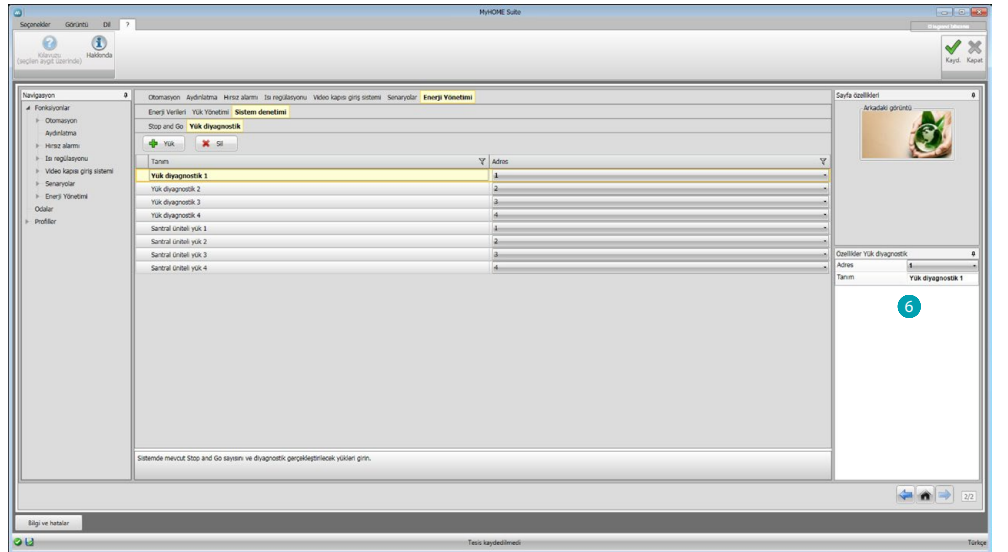 MyHOME Suite
Seçenekler Görüntü Dil ?
Kılavuzu
(seçilen aygıt üzerinde)
Hakkında
Kayd. Kapat
Navigasyon
Fonksiyonlar
Otomasyon
Aydınlatma
Hırsız alarmı
Isı regülasyonu
Video kapısı giriş sistemi
Senaryolar
Enerji Yönetimi
Odalar
Profiller
Otomasyon Aydınlatma Hırsız alarmı Isı regülasyonu Video kapısı giriş sistemi Senaryolar Enerji Yönetimi
Enerji Verileri Yük Yönetimi Sistem denetimi
Stop and Go Yük diyagnostik
Yük Sil
Tanım Adres
Yük diyagnostik 1 1
Yük diyagnostik 2 2
Yük diyagnostik 3 3
Yük diyagnostik 4 4
Santral üniteli yük 1 1
Santral üniteli yük 2 2
Santral üniteli yük 3 3
Santral üniteli yük 4 4
Sistemde mevcut Stop and Go sayısını ve diyagnostik gerçekleştirilecek yükleri girin.
Sayfa özellikleri
Arkadaki görüntü
Özellikler Yük diyagnostik
Adres 1
Tanım Yük diyagnostik 1
6
2/2
Bilgi ve hatalar
Tesis kaydedilmedi
Türkçe